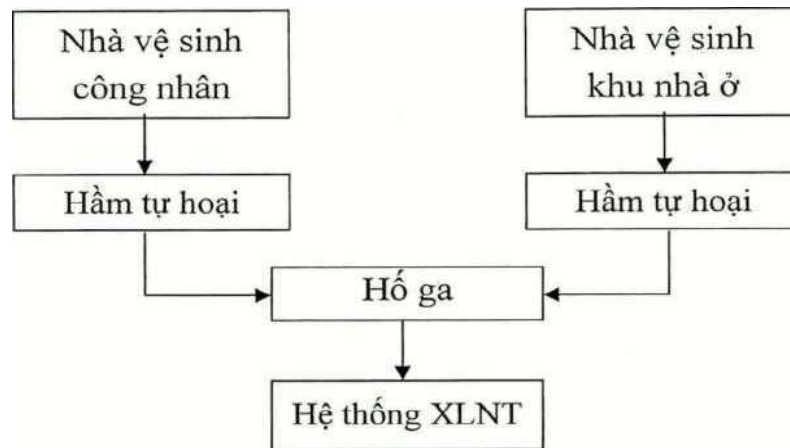 Nhà vệ sinh
công nhân
Nhà vệ sinh
khu nhà ở
Hầm tự hoại
Hầm tự hoại
Hố ga
Hệ thống XLNT